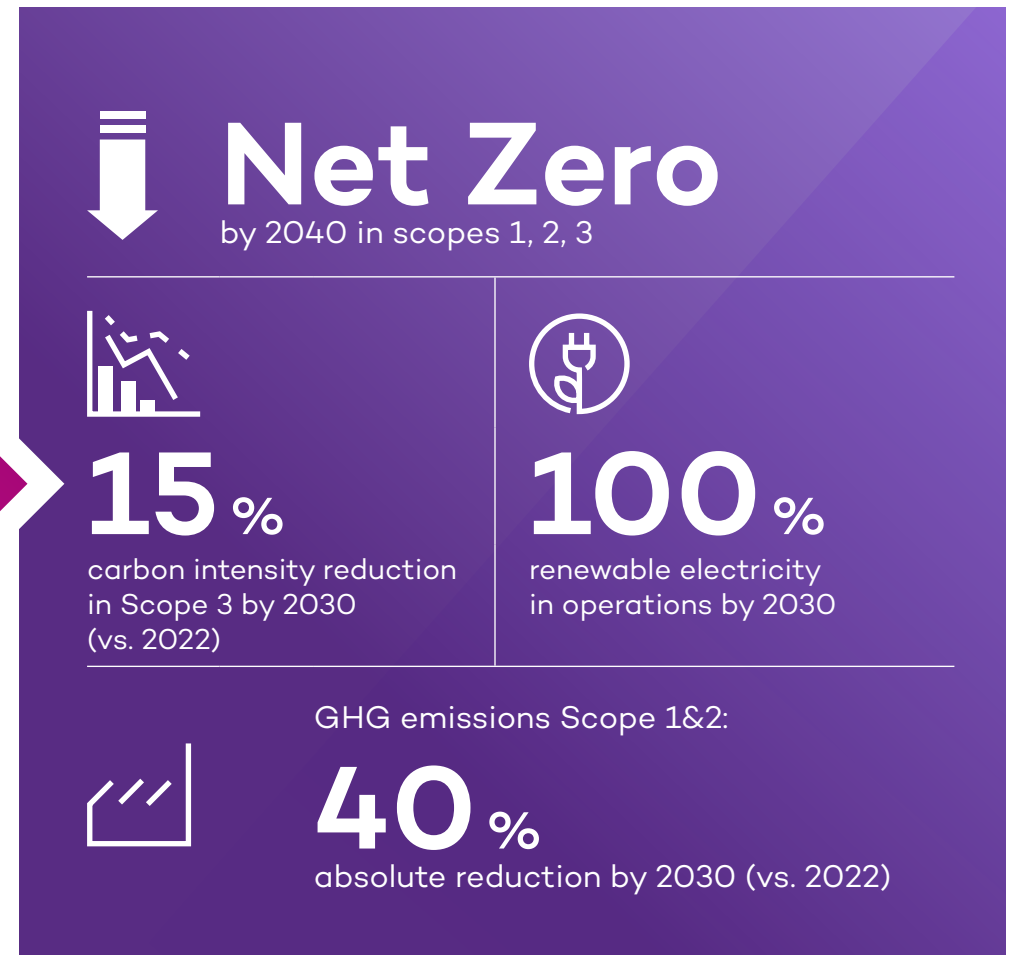 Net Zero
by 2040 in scopes 1, 2, 3
15 %
carbon intensity reduction
in Scope 3 by 2030
(vs. 2022)
100 %
renewable electricity
in operations by 2030
GHG emissions Scope 1&2:
40 %
absolute reduction by 2030 (vs. 2022)